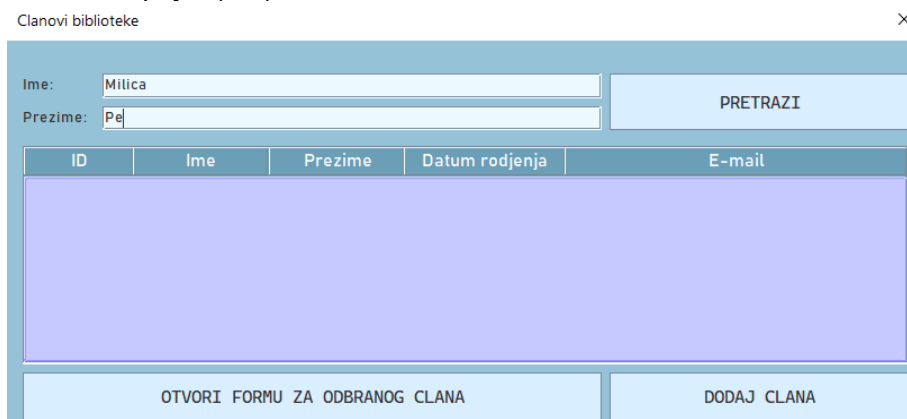 Clanovi biblioteke
Ime: Milica
PRETRAZI
Prezime: Pe
ID Ime Prezime Datum rodjenja E-mail
OTVORI FORMU ZA ODBRANOG CLANA DODAJ CLANA